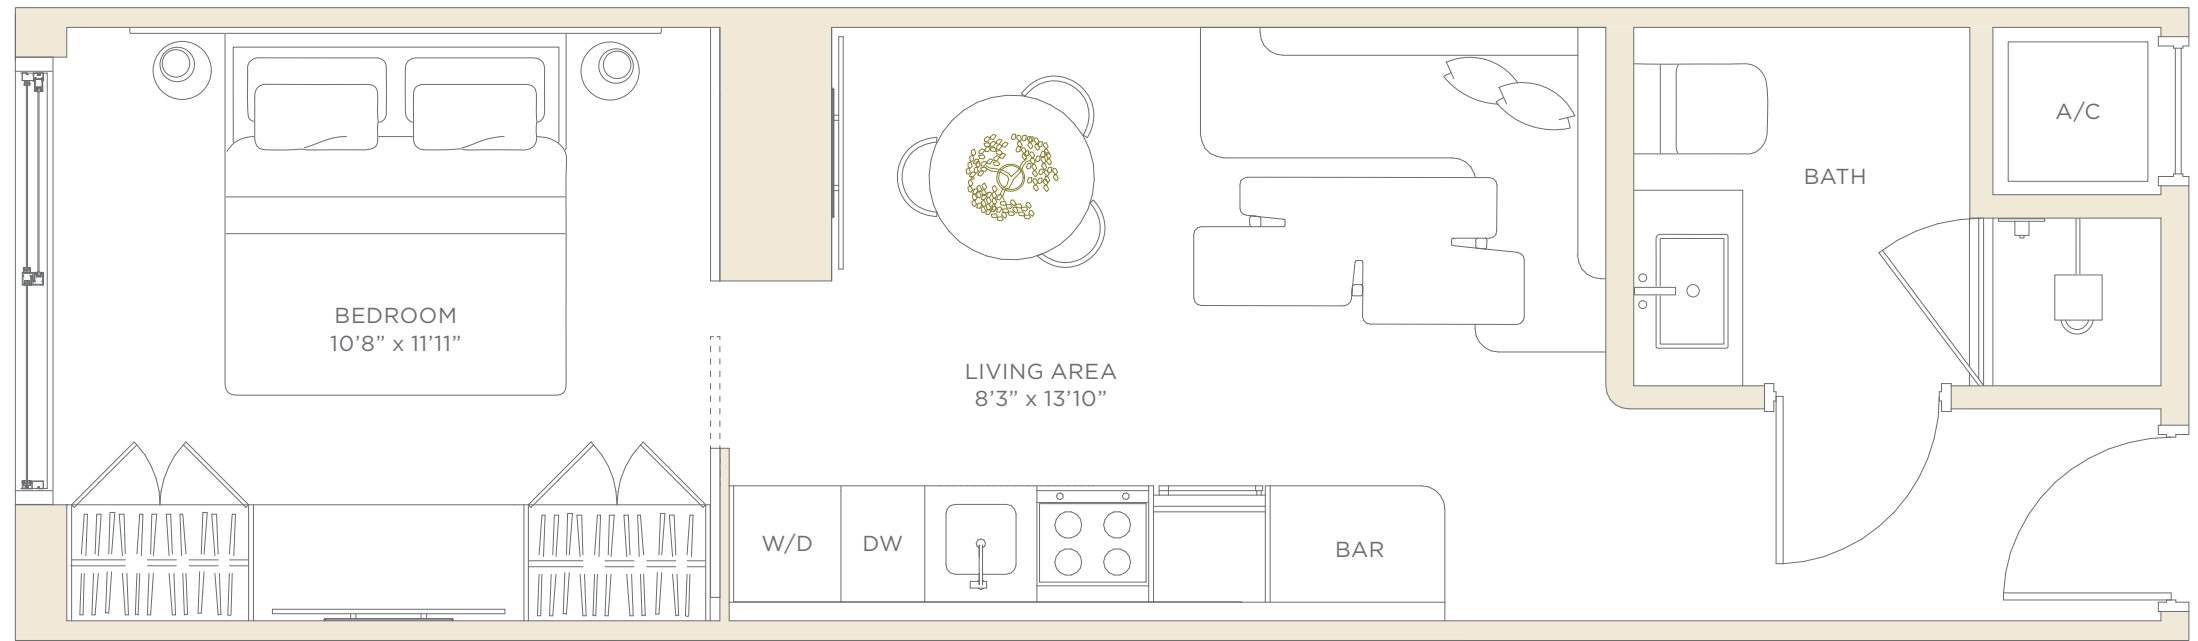 A/C
BATH
BEDROOM
10’8” x 11’11”
LIVING AREA
8’3” x 13’10”
W/D
DW
BAR